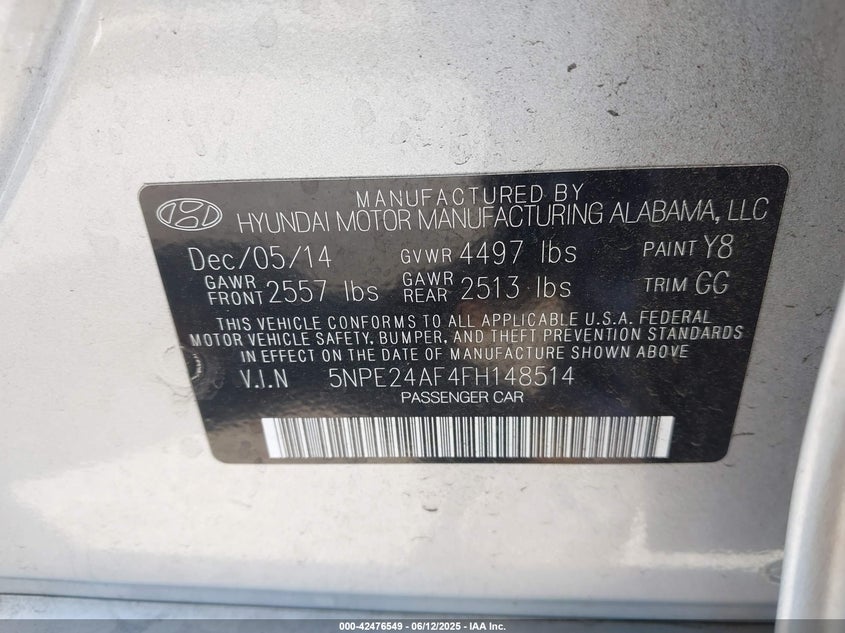 MANUFACTURED BY
HYUNDAI MOTOR MANUFACTURING ALABAMA, LLC
Dec/05/14 GVWR 4497 lbs PAINT Y8
GAWR FRONT 2557 lbs GAWR REAR 2513 lbs TRIM GG
THIS VEHICLE CONFORMS TO ALL APPLICABLE U.S.A. FEDERAL
MOTOR VEHICLE SAFETY, BUMPER, AND THEFT PREVENTION STANDARDS
IN EFFECT ON THE DATE OF MANUFACTURE SHOWN ABOVE
V.I.N 5NPE24AF4FH148514
PASSENGER CAR
000-42476549 - 06/12/2025 - IAA Inc.